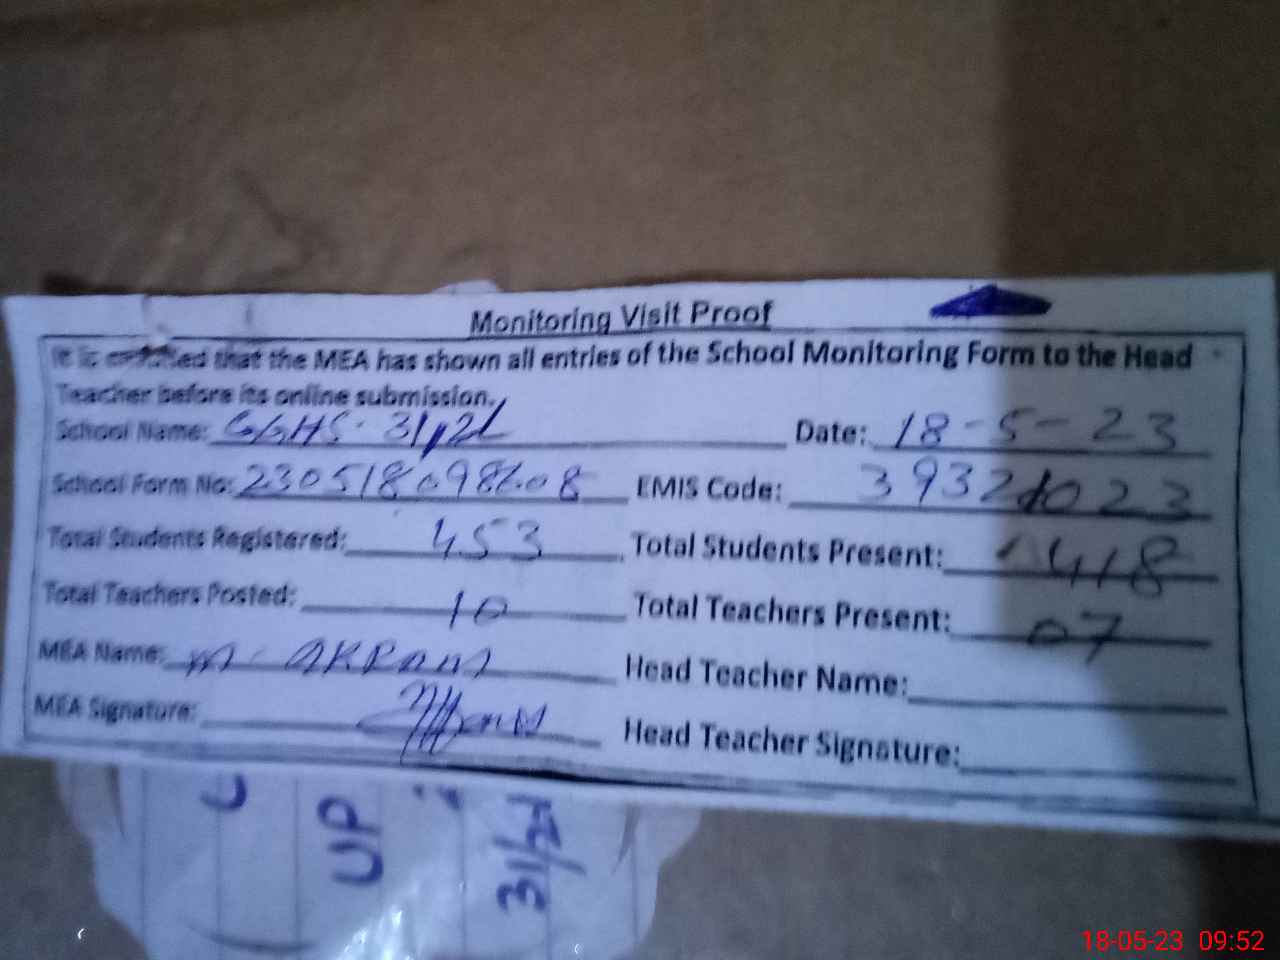 Monitoring Visit Proof
It is certified that the MEA has shown all entries of the School Monitoring Form to the Head
Teacher before its online submission.
School Name: GGHS 31/2L Date: 18-5-23
School Form No: EMIS Code: 39321023
Total Students Registered: 453 Total Students Present: 418
Total Teachers Posted: 10 Total Teachers Present: 07
MEA Name: M. AKRAM Head Teacher Name:
MEA Signature: Head Teacher Signature:
UP
31/2L
18-05-23 09:52